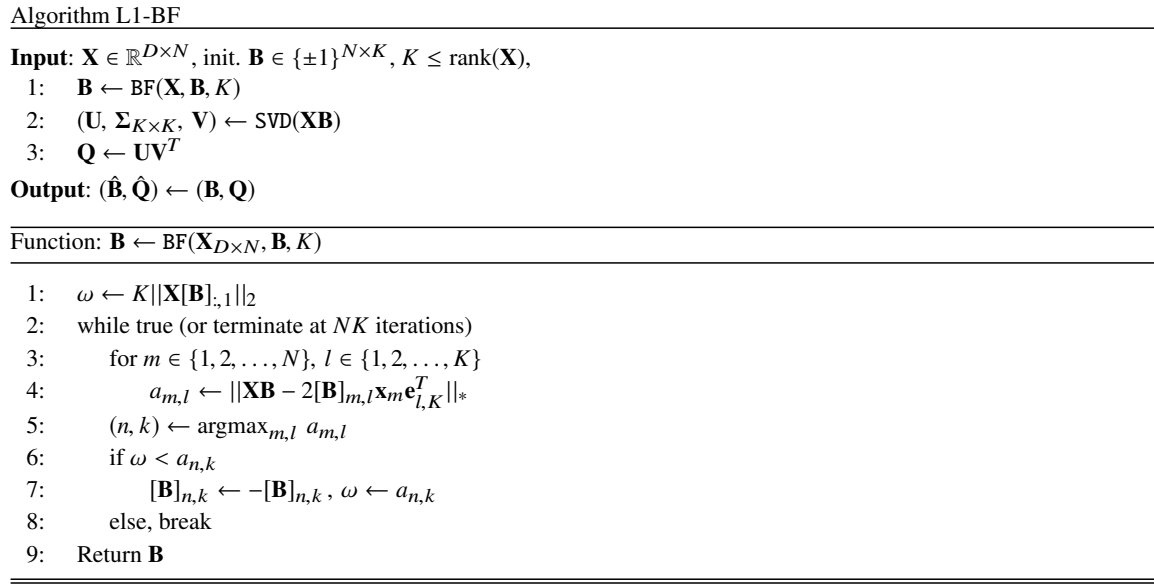 Algorithm L1-BF
Input: X ∈ ℝ^{D×N}, init. B ∈ {±1}^{N×K}, K ≤ rank(X),
1: B ← BF(X, B, K)
2: (U, Σ_{K×K}, V) ← SVD(XB)
3: Q ← UV^T
Output: (B̂, Q̂) ← (B, Q)
Function: B ← BF(X_{D×N}, B, K)
1: ω ← K||X[B]_{:,1}||_2
2: while true (or terminate at NK iterations)
3: for m ∈ {1, 2, . . . , N}, l ∈ {1, 2, . . . , K}
4: a_{m,l} ← ||XB − 2[B]_{m,l}x_m e^T_{l,K}||_*
5: (n, k) ← argmax_{m,l} a_{m,l}
6: if ω < a_{n,k}
7: [B]_{n,k} ← −[B]_{n,k} , ω ← a_{n,k}
8: else, break
9: Return B